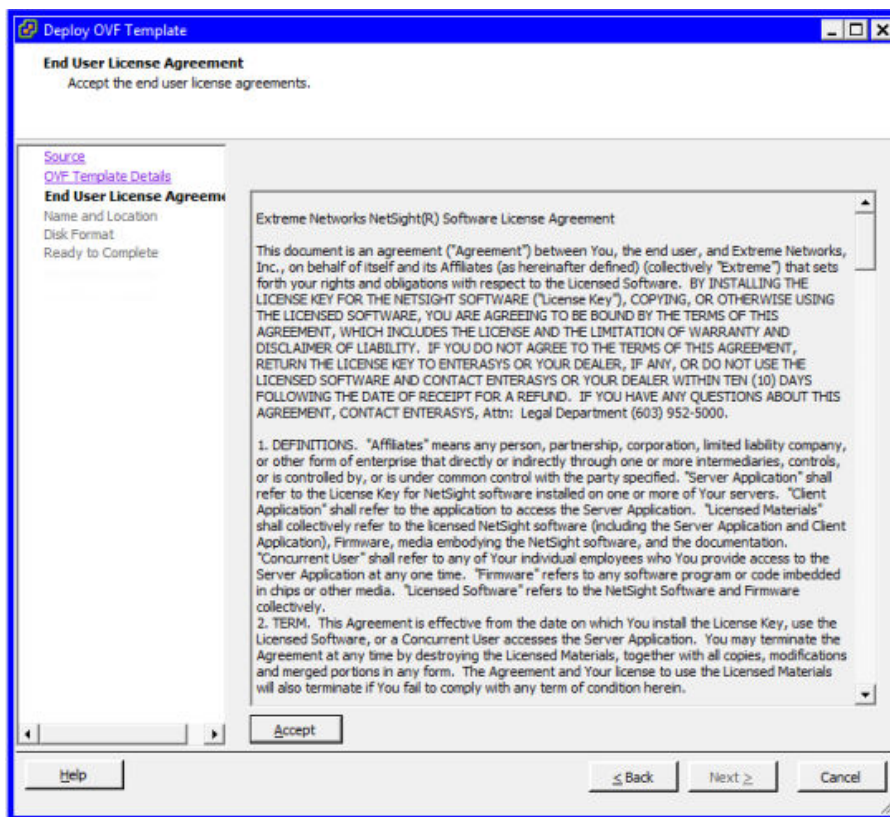 Deploy OVF Template
End User License Agreement
Accept the end user license agreements.
Source
OVF Template Details
End User License Agreeme
Name and Location
Disk Format
Ready to Complete
Extreme Networks NetSight(R) Software License Agreement
This document is an agreement ("Agreement") between You, the end user, and Extreme Networks,
Inc., on behalf of itself and its Affiliates (as hereinafter defined) (collectively "Extreme") that sets
forth your rights and obligations with respect to the Licensed Software. BY INSTALLING THE
LICENSE KEY FOR THE NETSIGHT SOFTWARE ("License Key"), COPYING, OR OTHERWISE USING
THE LICENSED SOFTWARE, YOU ARE AGREEING TO BE BOUND BY THE TERMS OF THIS
AGREEMENT, WHICH INCLUDES THE LICENSE AND THE LIMITATION OF WARRANTY AND
DISCLAIMER OF LIABILITY. IF YOU DO NOT AGREE TO THE TERMS OF THIS AGREEMENT,
RETURN THE LICENSE KEY TO ENTERASYS OR YOUR DEALER, IF ANY, OR DO NOT USE THE
LICENSED SOFTWARE AND CONTACT ENTERASYS OR YOUR DEALER WITHIN TEN (10) DAYS
FOLLOWING THE DATE OF RECEIPT FOR A REFUND. IF YOU HAVE ANY QUESTIONS ABOUT THIS
AGREEMENT, CONTACT ENTERASYS, Attn: Legal Department (603) 952-5000.
1. DEFINITIONS. "Affiliates" means any person, partnership, corporation, limited liability company,
or other form of enterprise that directly or indirectly through one or more intermediaries, controls,
or is controlled by, or is under common control with the party specified. "Server Application" shall
refer to the License Key for NetSight software installed on one or more of Your servers. "Client
Application" shall refer to the application to access the Server Application. "Licensed Materials"
shall collectively refer to the licensed NetSight software (including the Server Application and Client
Application), Firmware, media embodying the NetSight software, and the documentation.
"Concurrent User" shall refer to any of Your individual employees who You provide access to the
Server Application at any one time. "Firmware" refers to any software program or code imbedded
in chips or other media. "Licensed Software" refers to the NetSight Software and Firmware
collectively.
2. TERM. This Agreement is effective from the date on which You install the License Key, use the
Licensed Software, or a Concurrent User accesses the Server Application. You may terminate the
Agreement at any time by destroying the Licensed Materials, together with all copies, modifications
and merged portions in any form. The Agreement and Your license to use the Licensed Materials
will also terminate if You fail to comply with any term of condition herein.
Accept
Help
≤ Back
Next ≥
Cancel